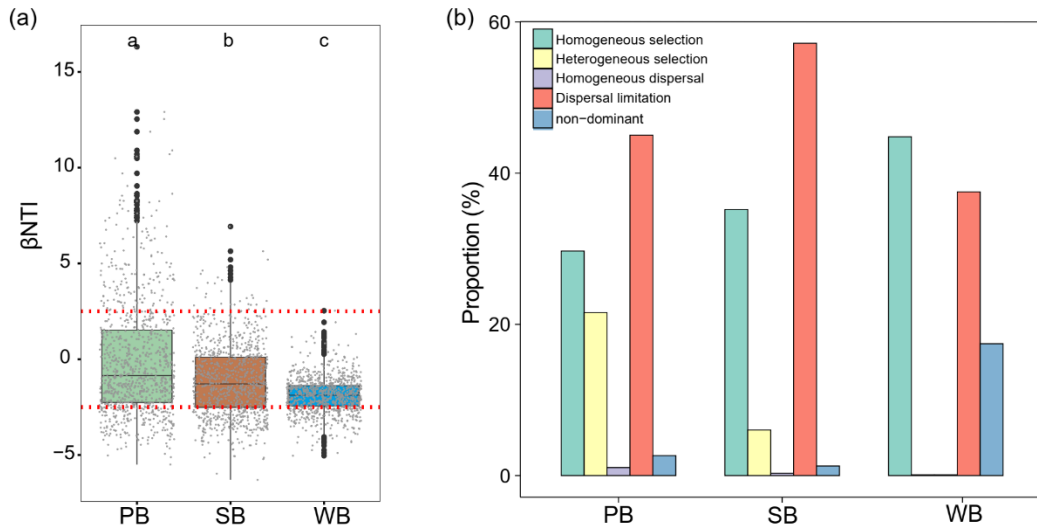 (a)
a b c
15
10
5
0
−5
βNTI
PB SB WB
(b)
60
40
20
0
Proportion (%)
Homogeneous selection
Heterogeneous selection
Homogeneous dispersal
Dispersal limitation
non−dominant
PB SB WB